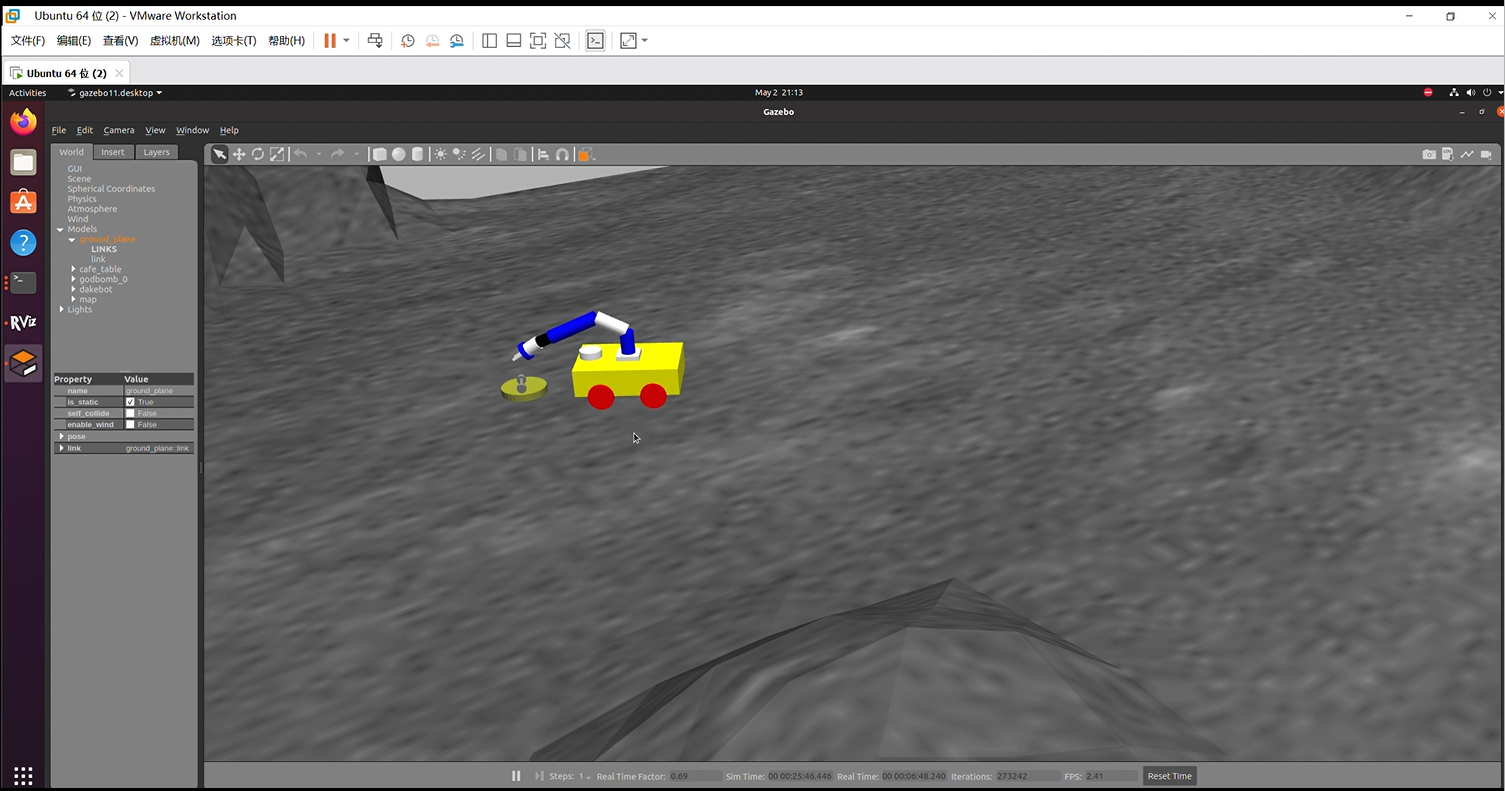 Ubuntu 64 位 (2) - VMware Workstation
文件(F) 编辑(E) 查看(V) 虚拟机(M) 选项卡(T) 帮助(H)
Ubuntu 64 位 (2)
Activities gazebo11.desktop May 2 21:13
Gazebo
File Edit Camera View Window Help
World Insert Layers
GUI
Scene
Spherical Coordinates
Physics
Atmosphere
Wind
Models
ground_plane
LINKS
link
cafe_table
godbomb_0
dakebot
map
Lights
RViz
Property Value
name ground_plane
is_static True
self_collide False
enable_wind False
pose
link ground_plane::link
Steps: 1 Real Time Factor: 0.69 Sim Time: 00 00:25:46.446 Real Time: 00 00:06:48.240 Iterations: 273242 FPS: 2.41 Reset Time